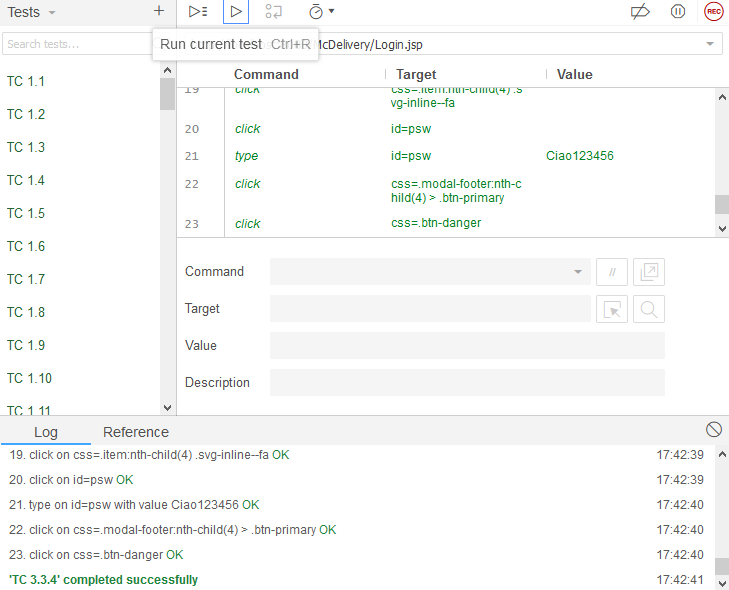 Tests
REC
Search tests...
McDelivery/Login.jsp
Run current test Ctrl+R
Command Target Value
TC 1.1
TC 1.2
TC 1.3
TC 1.4
TC 1.5
TC 1.6
TC 1.7
TC 1.8
TC 1.9
TC 1.10
TC 1.11
19 click css=.item:nth-child(4) .s
vg-inline--fa
20 click id=psw
21 type id=psw Ciao123456
22 click css=.modal-footer:nth-c
hild(4) > .btn-primary
23 click css=.btn-danger
Command //
Target
Value
Description
Log Reference
19. click on css=.item:nth-child(4) .svg-inline--fa OK 17:42:39
20. click on id=psw OK 17:42:39
21. type on id=psw with value Ciao123456 OK 17:42:40
22. click on css=.modal-footer:nth-child(4) > .btn-primary OK 17:42:40
23. click on css=.btn-danger OK 17:42:40
'TC 3.3.4' completed successfully 17:42:41